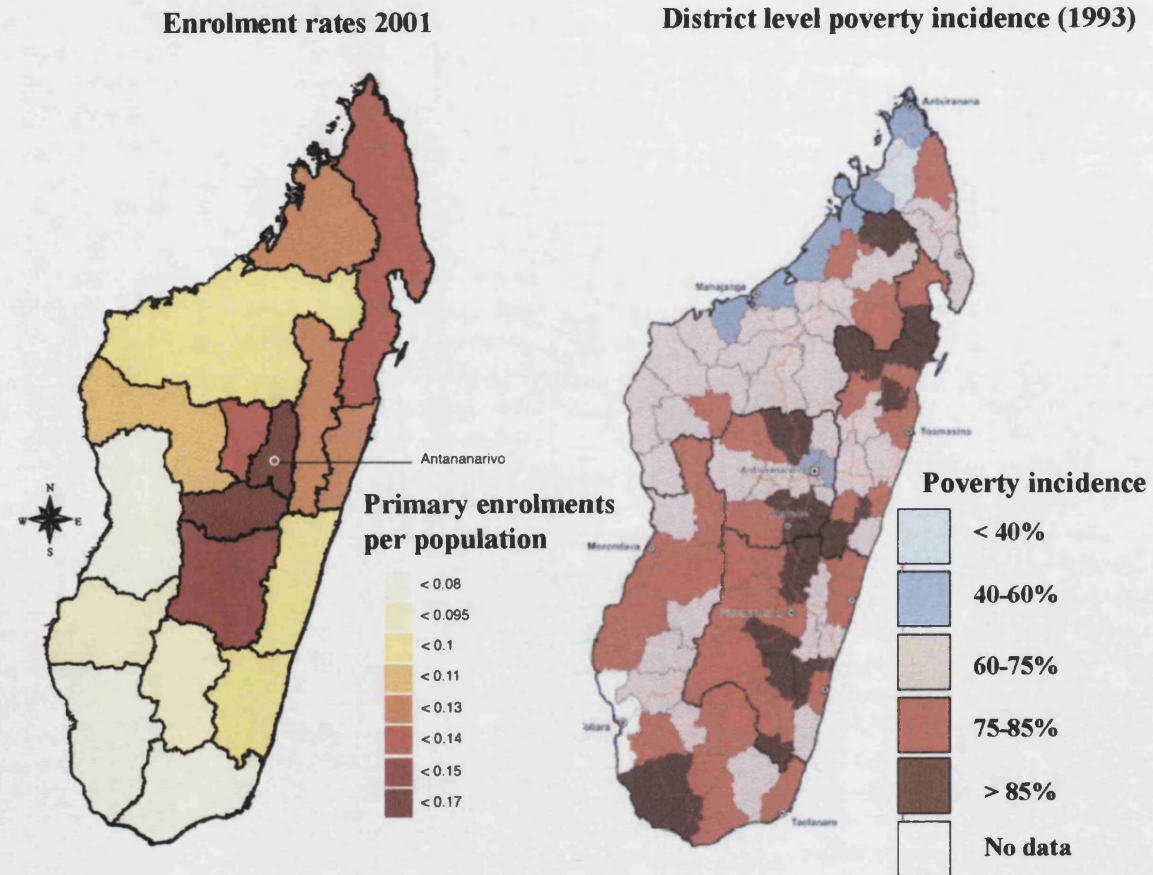 Enrolment rates 2001
District level poverty incidence (1993)
Antsiranana
Mahajanga
Toamasina
Antananarivo
N
W E
S
Primary enrolments
per population
< 0.08
< 0.095
< 0.1
< 0.11
< 0.13
< 0.14
< 0.15
< 0.17
Morondava
Taolanaro
Poverty incidence
< 40%
40-60%
60-75%
75-85%
> 85%
No data